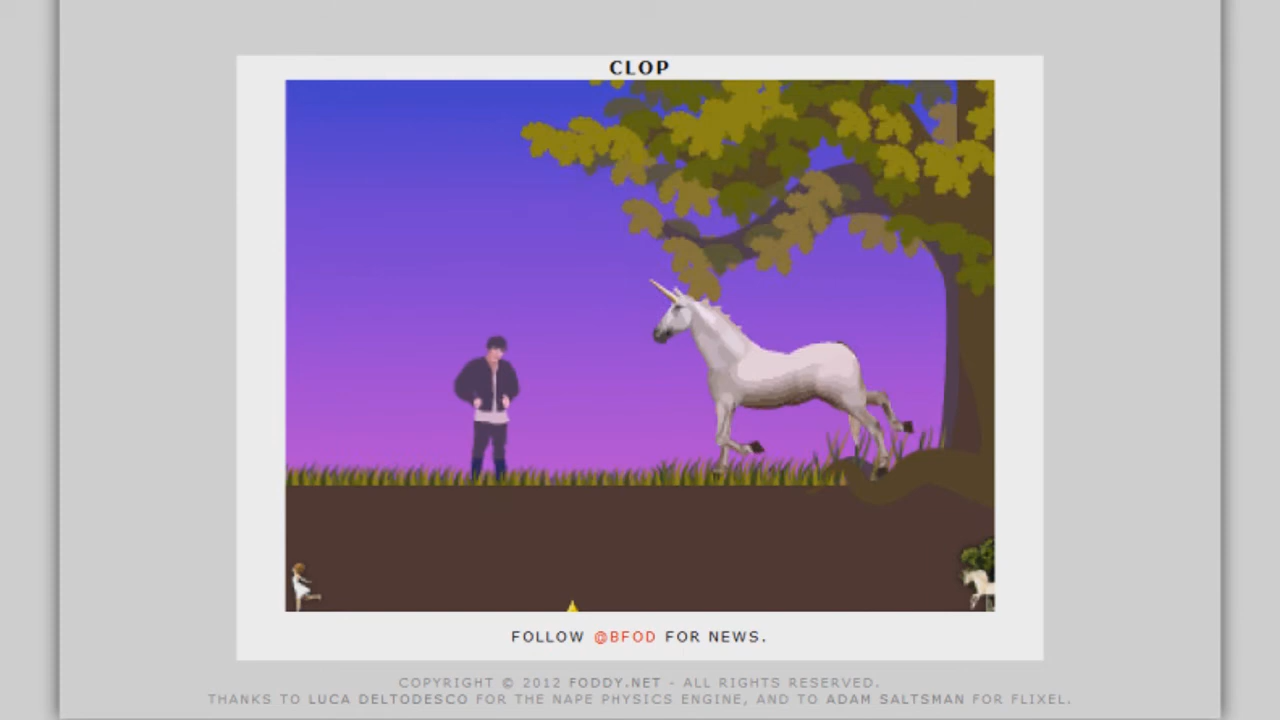 CLOP
FOLLOW @BFOD FOR NEWS.
COPYRIGHT © 2012 FODDY.NET - ALL RIGHTS RESERVED.
THANKS TO LUCA DELTODESCO FOR THE NAPE PHYSICS ENGINE, AND TO ADAM SALTSMAN FOR FLIXEL.